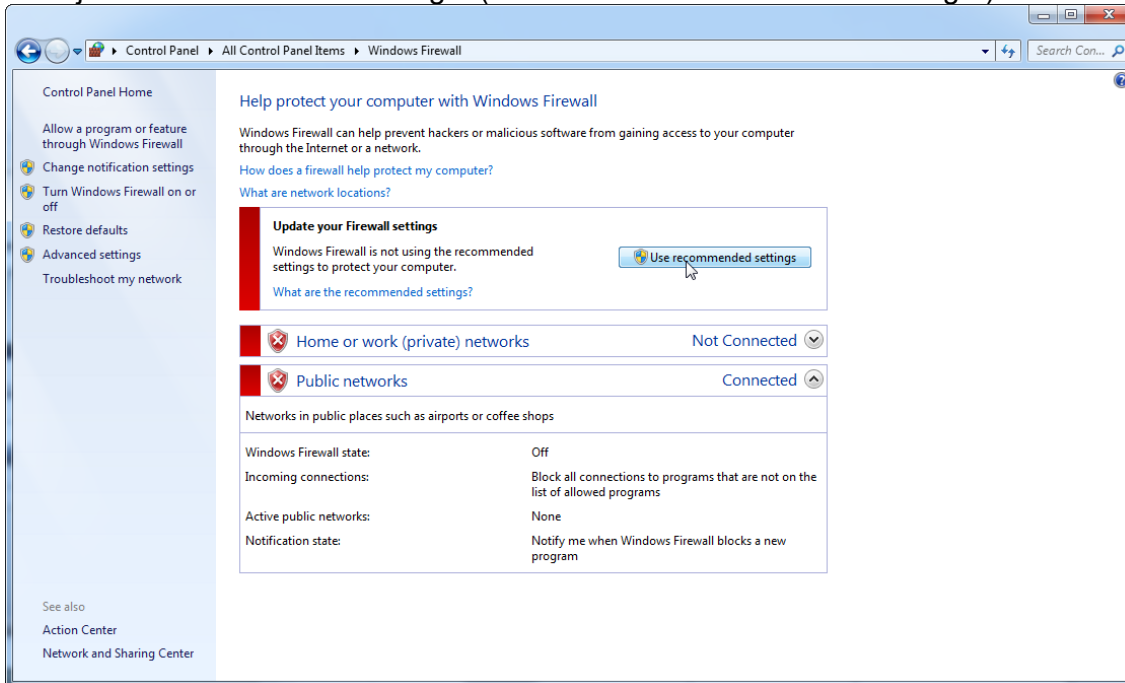 Control Panel ▸ All Control Panel Items ▸ Windows Firewall
Search Con...
Control Panel Home
Allow a program or feature
through Windows Firewall
Change notification settings
Turn Windows Firewall on or
off
Restore defaults
Advanced settings
Troubleshoot my network
See also
Action Center
Network and Sharing Center
Help protect your computer with Windows Firewall
Windows Firewall can help prevent hackers or malicious software from gaining access to your computer
through the Internet or a network.
How does a firewall help protect my computer?
What are network locations?
Update your Firewall settings
Windows Firewall is not using the recommended
settings to protect your computer.
Use recommended settings
What are the recommended settings?
Home or work (private) networks Not Connected
Public networks Connected
Networks in public places such as airports or coffee shops
Windows Firewall state: Off
Incoming connections: Block all connections to programs that are not on the
list of allowed programs
Active public networks: None
Notification state: Notify me when Windows Firewall blocks a new
program